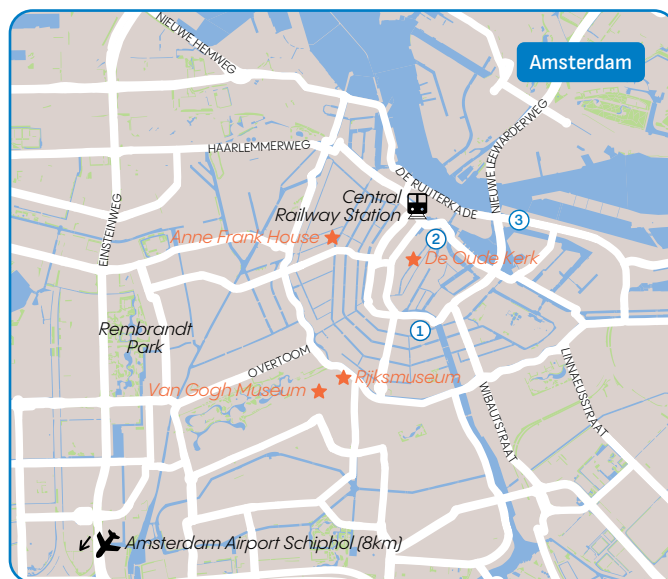 NIEUWE HEMWEG
Amsterdam
HAARLEMMERWEG
NIEUWE LEEWARDERWEG
DE RUIJTERKADE
Central
Railway Station
3
EINSTEINWEG
Anne Frank House
2
De Oude Kerk
Rembrandt
Park
1
OVERTOOM
Rijksmuseum
Van Gogh Museum
WIBAUTSTRAAT
LINNAEUSSTRAAT
Amsterdam Airport Schiphol (8km)